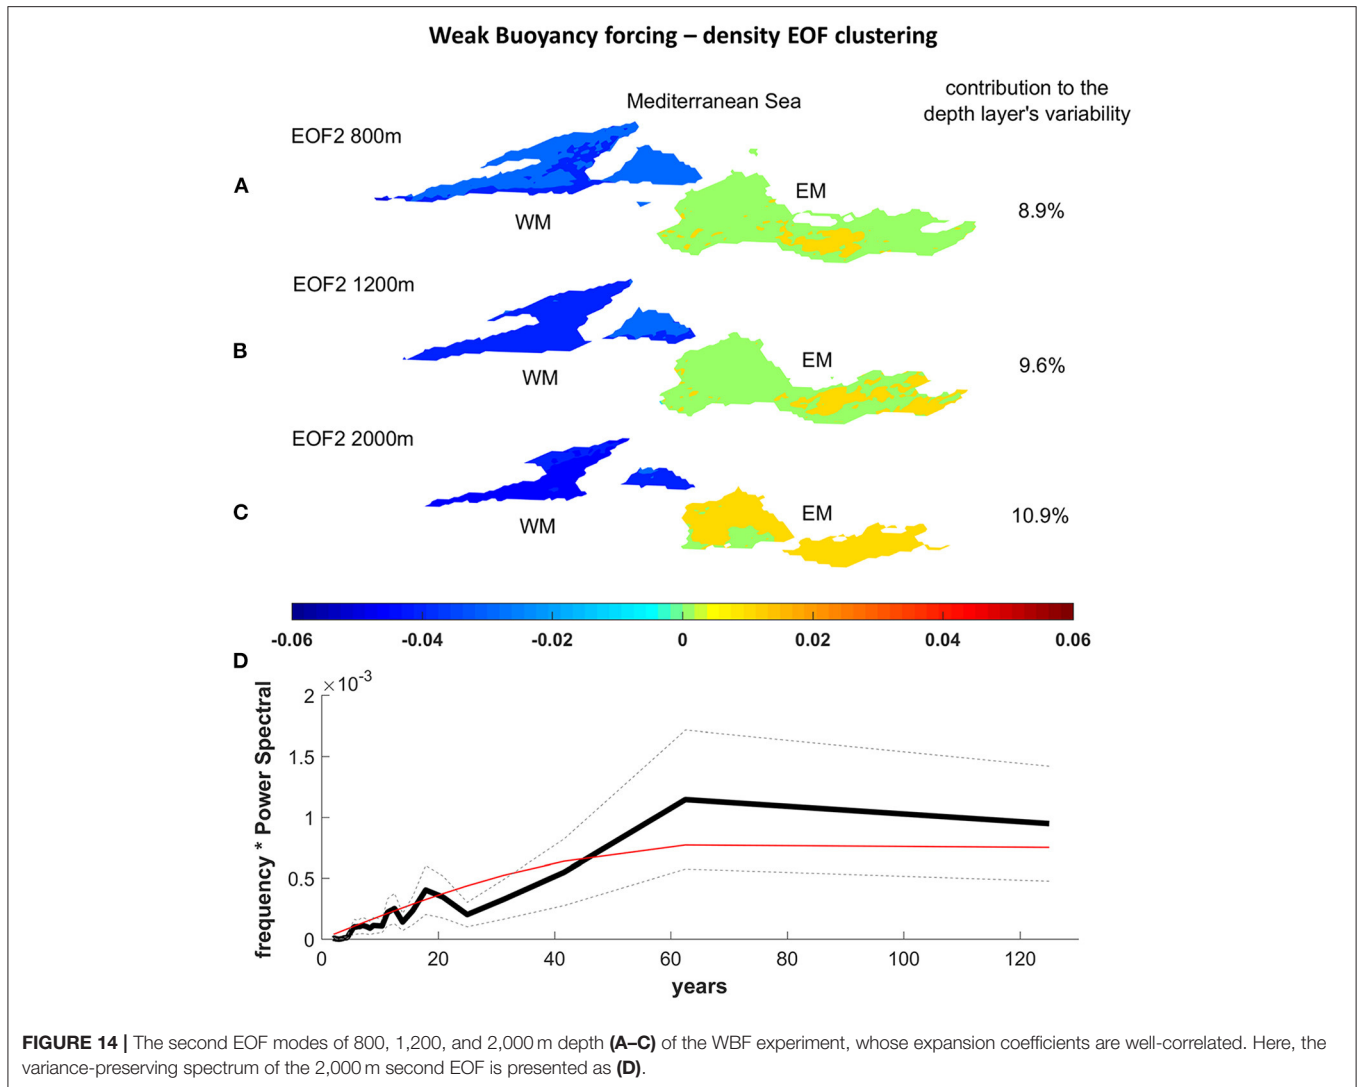 Weak Buoyancy forcing – density EOF clustering
Mediterranean Sea
contribution to the
depth layer's variability
EOF2 800m
A
WM
EM
8.9%
EOF2 1200m
B
WM
EM
9.6%
EOF2 2000m
C
WM
EM
10.9%
-0.06 -0.04 -0.02 0 0.02 0.04 0.06
D
×10-3
frequency * Power Spectral
2
1.5
1
0.5
0
0 20 40 60 80 100 120
years
FIGURE 14 | The second EOF modes of 800, 1,200, and 2,000 m depth (A–C) of the WBF experiment, whose expansion coefficients are well-correlated. Here, the
variance-preserving spectrum of the 2,000 m second EOF is presented as (D).